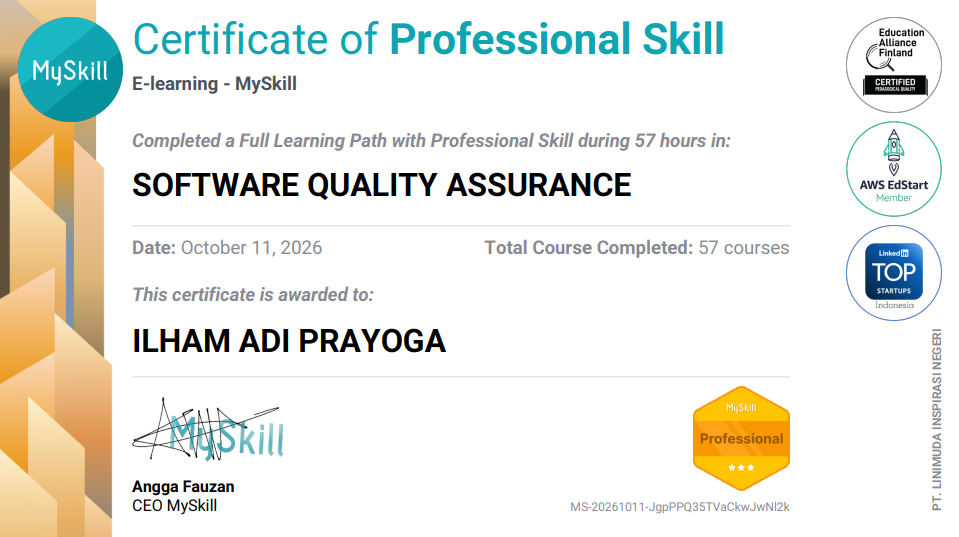 MySkill
Certificate of Professional Skill
E-learning - MySkill
Education
Alliance
Finland
CERTIFIED
PEDAGOGICAL QUALITY
Completed a Full Learning Path with Professional Skill during 57 hours in:
SOFTWARE QUALITY ASSURANCE
AWS EdStart
Member
Date: October 11, 2026
Total Course Completed: 57 courses
LinkedIn
TOP
STARTUPS
Indonesia
This certificate is awarded to:
ILHAM ADI PRAYOGA
MySkill
Angga Fauzan
CEO MySkill
MySkill
Professional
MS-20261011-JgpPPQ35TVaCkwJwNl2k
PT. LINIMUDA INSPIRASI NEGERI